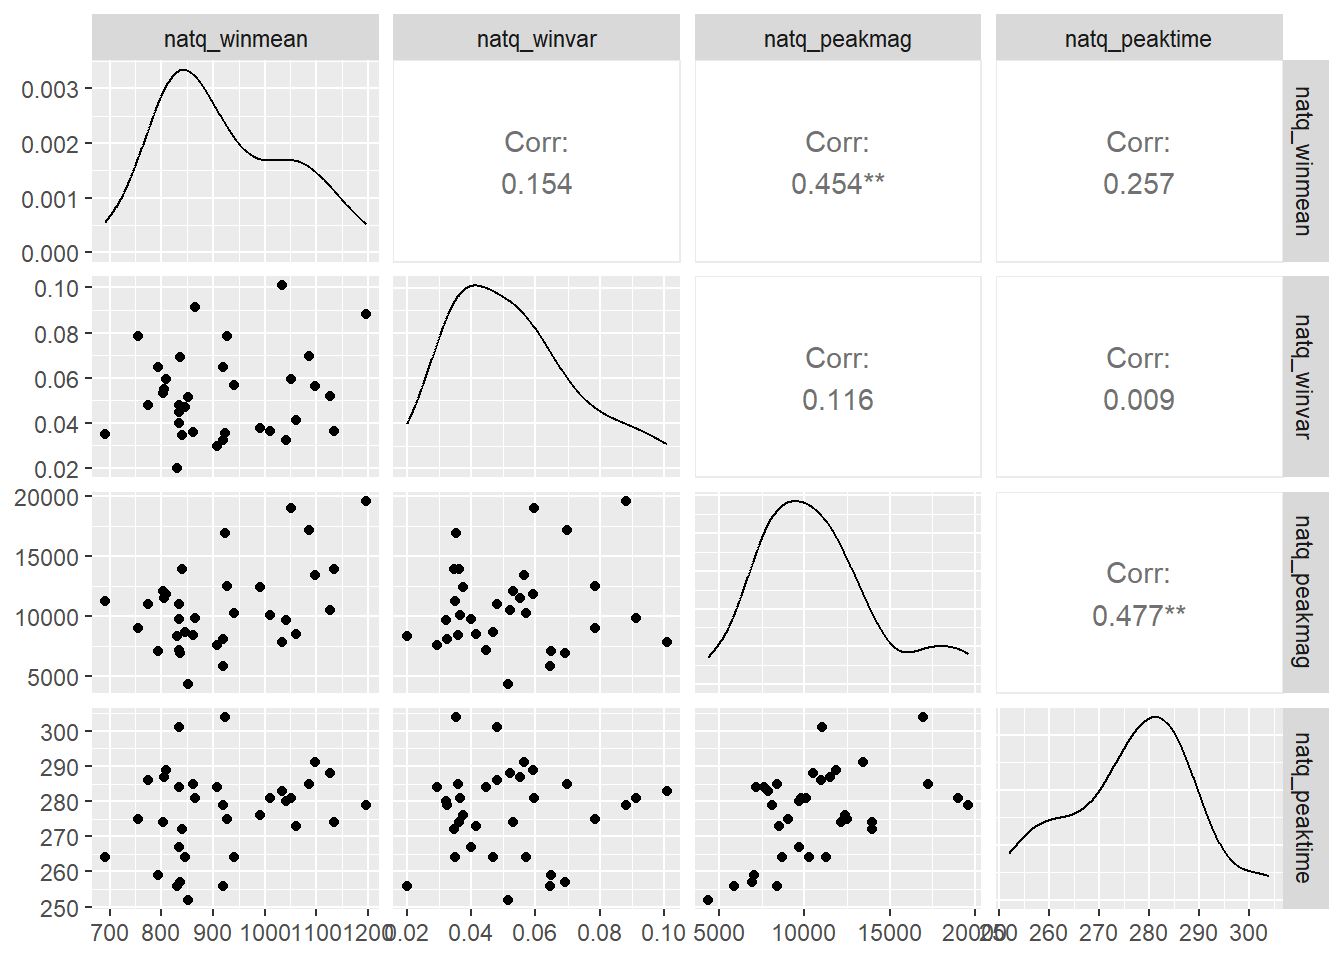 natq_winmean natq_winvar natq_peakmag natq_peaktime
0.003
0.002
0.001
0.000
Corr:
0.154
Corr:
0.454**
Corr:
0.257
natq_winmean
0.10
0.08
0.06
0.04
0.02
Corr:
0.116
Corr:
0.009
natq_winvar
20000
15000
10000
5000
Corr:
0.477**
natq_peakmag
300
290
280
270
260
250
natq_peaktime
700 800 900 1000 1100 1200 0.02 0.04 0.06 0.08 0.10 5000 10000 15000 20000 250 260 270 280 290 300